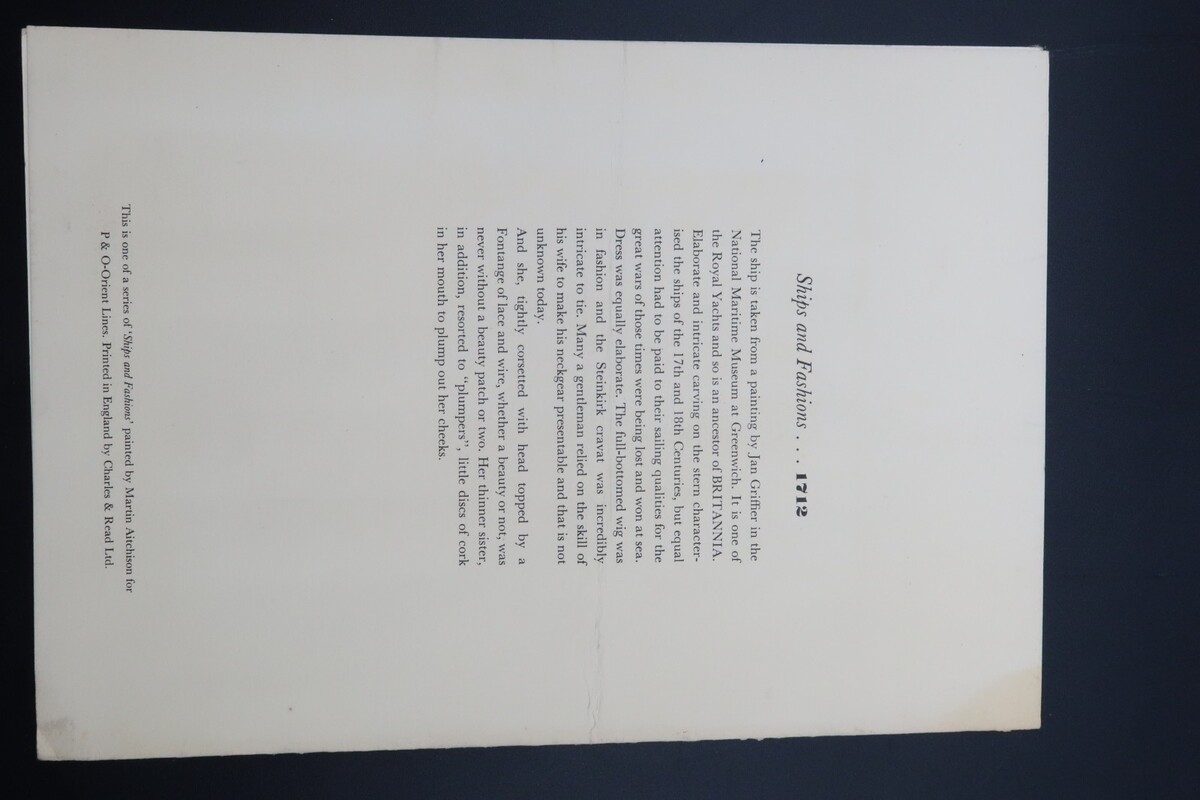 Ships and Fashions . . . 1712
The ship is taken from a painting by Jan Griffier in the
National Maritime Museum at Greenwich. It is one of
the Royal Yachts and so is an ancestor of BRITANNIA.
Elaborate and intricate carving on the stern character-
ised the ships of the 17th and 18th Centuries, but equal
attention had to be paid to their sailing qualities for the
great wars of those times were being lost and won at sea.
Dress was equally elaborate. The full-bottomed wig was
in fashion and the Steinkirk cravat was incredibly
intricate to tie. Many a gentleman relied on the skill of
his wife to make his neckgear presentable and that is not
unknown today.
And she, tightly corsetted with head topped by a
Fontange of lace and wire, whether a beauty or not, was
never without a beauty patch or two. Her thinner sister,
in addition, resorted to “plumpers”, little discs of cork
in her mouth to plump out her cheeks.
This is one of a series of ‘Ships and Fashions’ painted by Martin Aitchison for
P & O-Orient Lines. Printed in England by Charles & Read Ltd.